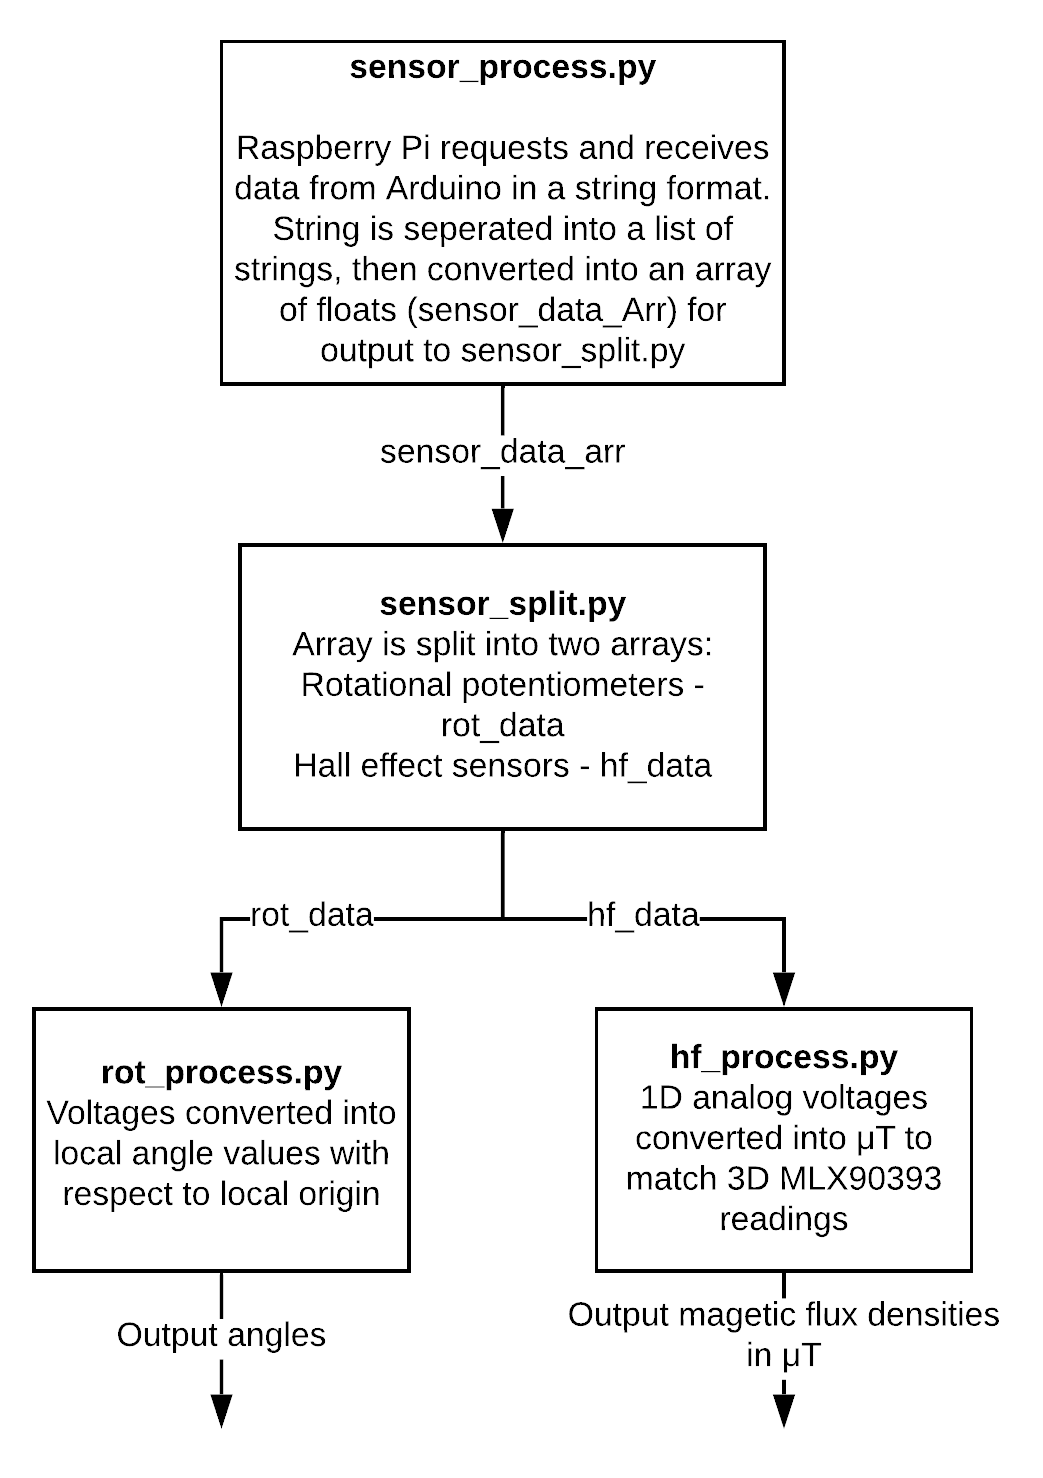 sensor_process.py
Raspberry Pi requests and receives
data from Arduino in a string format.
String is seperated into a list of
strings, then converted into an array
of floats (sensor_data_Arr) for
output to sensor_split.py
sensor_data_arr
sensor_split.py
Array is split into two arrays:
Rotational potentiometers -
rot_data
Hall effect sensors - hf_data
rot_data
hf_data
rot_process.py
Voltages converted into
local angle values with
respect to local origin
hf_process.py
1D analog voltages
converted into µT to
match 3D MLX90393
readings
Output angles
Output magetic flux densities
in µT